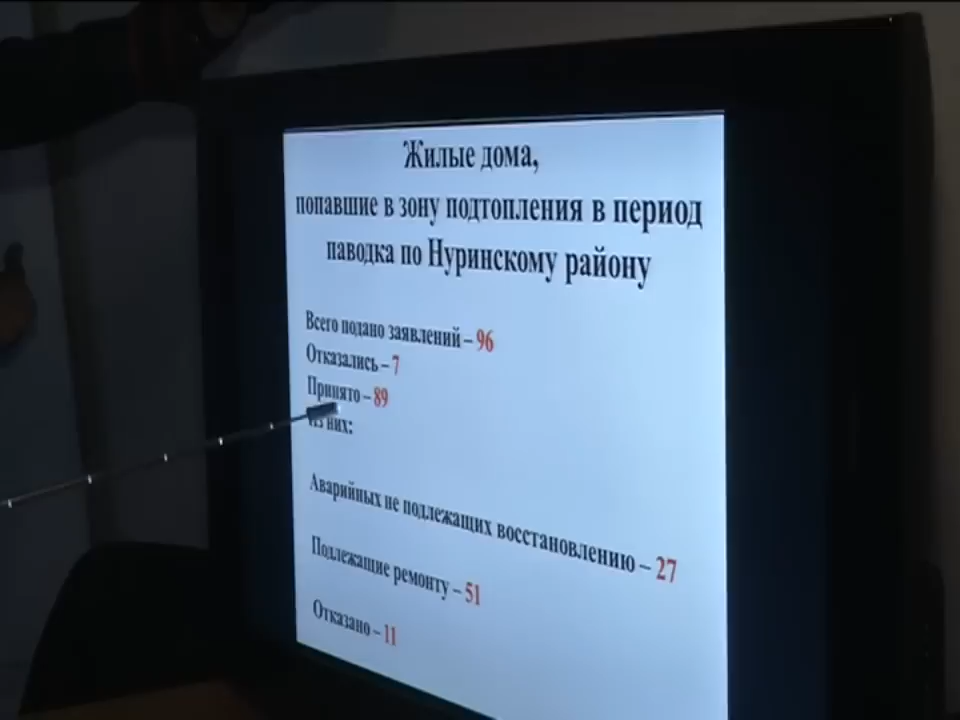 Жилые дома,
попавшие в зону подтопления в период
паводка по Нуринскому району
Всего подано заявлений – 96
Отказались – 7
Принято – 89
Из них:
Аварийных не подлежащих восстановлению – 27
Подлежащие ремонту – 51
Отказано – 11